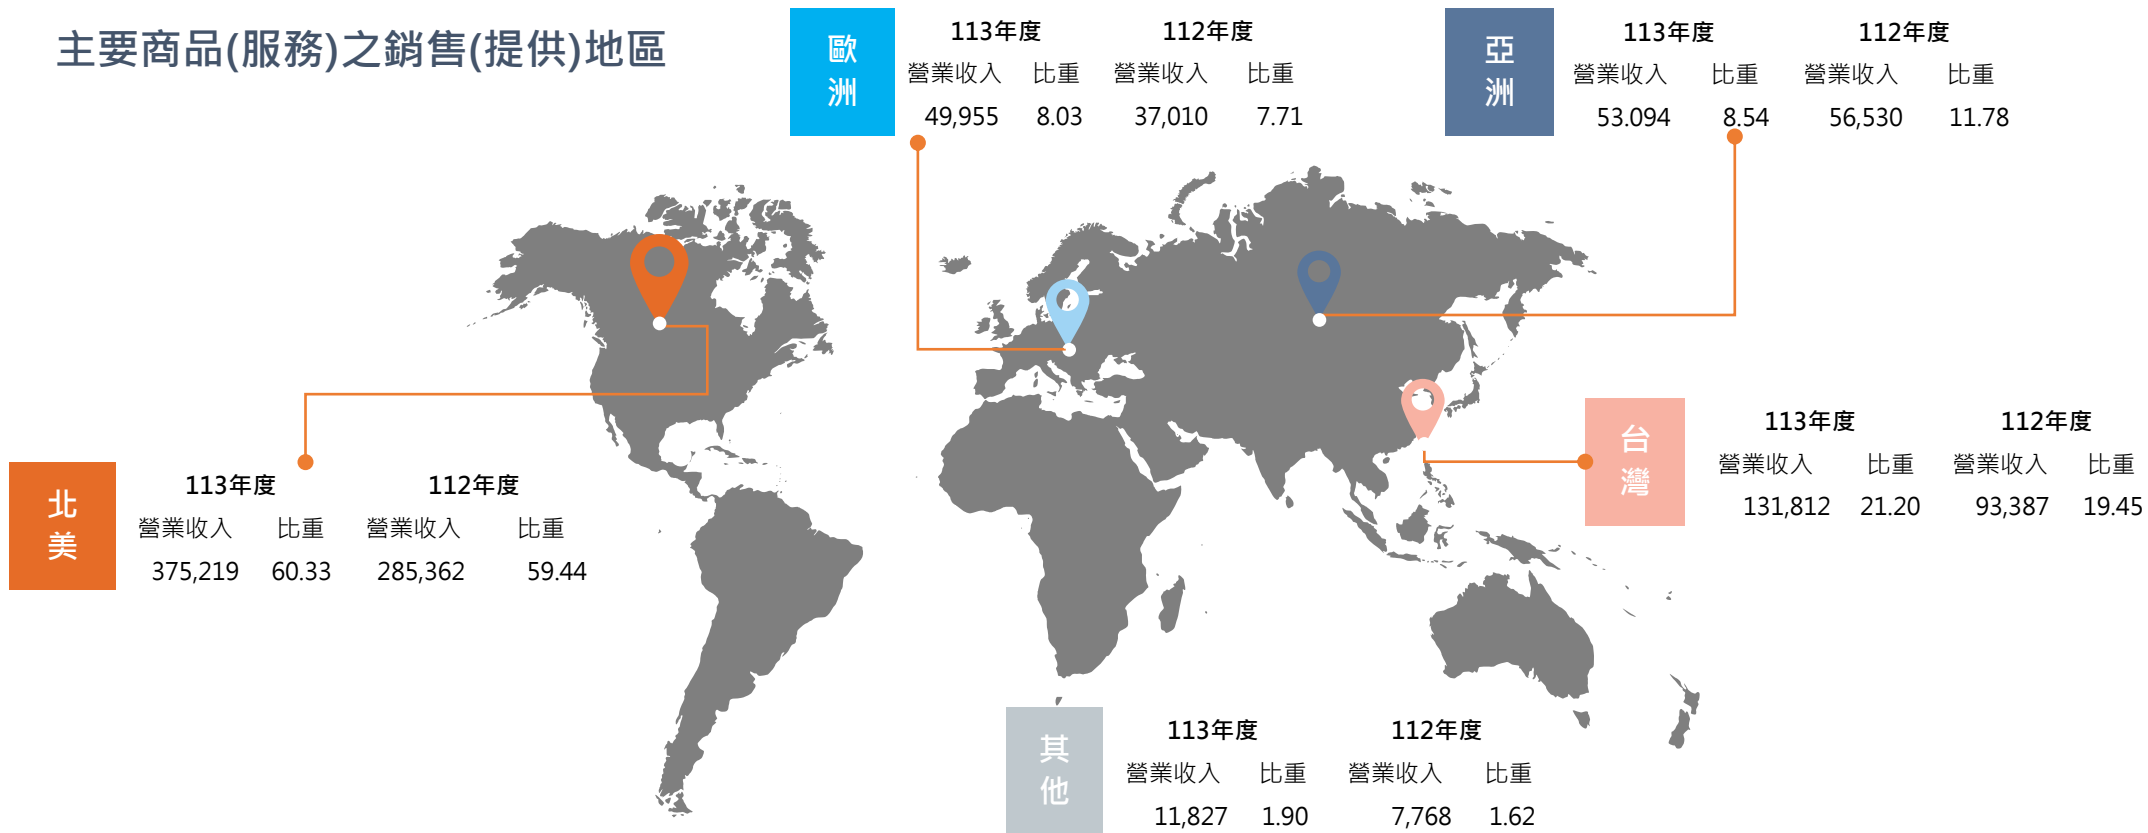 主要商品(服務)之銷售(提供)地區
歐洲
113年度 112年度
營業收入 比重 營業收入 比重
49,955 8.03 37,010 7.71
亞洲
113年度 112年度
營業收入 比重 營業收入 比重
53.094 8.54 56,530 11.78
台灣
113年度 112年度
營業收入 比重 營業收入 比重
131,812 21.20 93,387 19.45
北美
113年度 112年度
營業收入 比重 營業收入 比重
375,219 60.33 285,362 59.44
其他
113年度 112年度
營業收入 比重 營業收入 比重
11,827 1.90 7,768 1.62